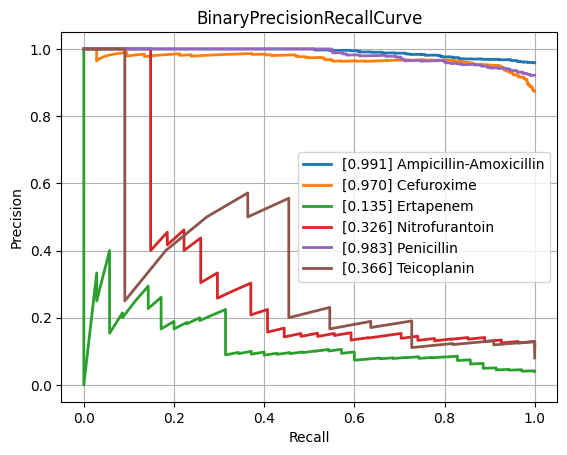 BinaryPrecisionRecallCurve
1.0
0.8
0.6
0.4
0.2
0.0
Precision
[0.991] Ampicillin-Amoxicillin
[0.970] Cefuroxime
[0.135] Ertapenem
[0.326] Nitrofurantoin
[0.983] Penicillin
[0.366] Teicoplanin
0.0 0.2 0.4 0.6 0.8 1.0
Recall